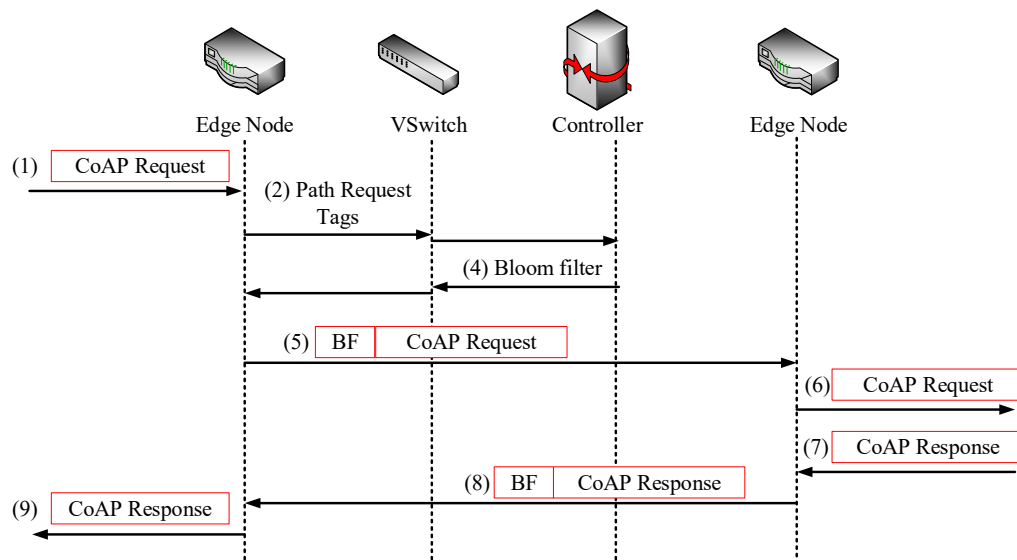 Edge Node
VSwitch
Controller
Edge Node
(1) CoAP Request
(2) Path Request
Tags
(4) Bloom filter
(5) BF CoAP Request
(6) CoAP Request
(7) CoAP Response
(8) BF CoAP Response
(9) CoAP Response